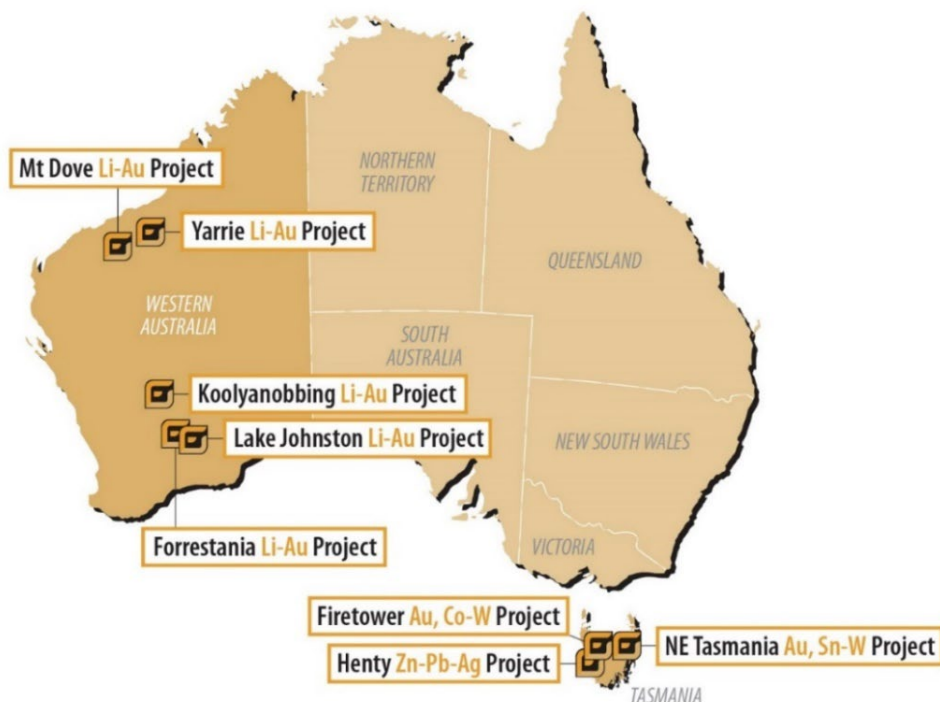 NORTHERN
TERRITORY
Mt Dove Li-Au Project
Yarrie Li-Au Project
QUEENSLAND
WESTERN
AUSTRALIA
SOUTH
AUSTRALIA
Koolyanobbing Li-Au Project
Lake Johnston Li-Au Project
NEW SOUTH WALES
Forrestania Li-Au Project
VICTORIA
Firetower Au, Co-W Project
NE Tasmania Au, Sn-W Project
Henty Zn-Pb-Ag Project
TASMANIA